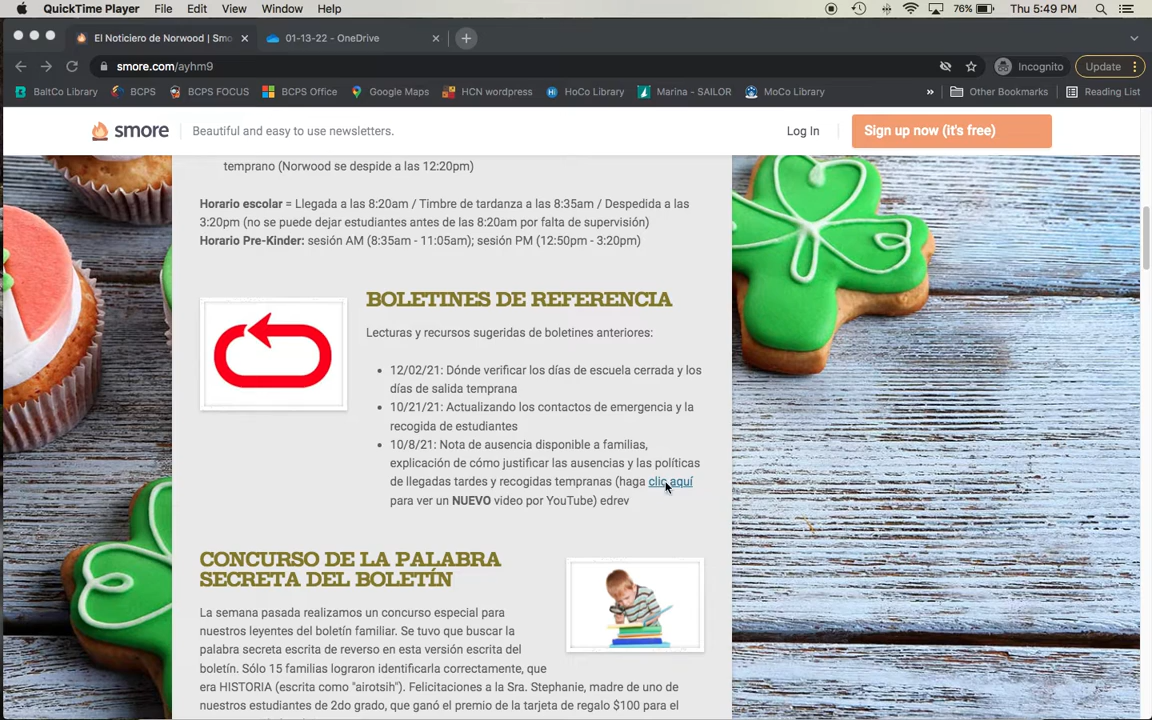 QuickTime Player File Edit View Window Help 76% Thu 5:49 PM
El Noticiero de Norwood | Smo 01-13-22 - OneDrive
smore.com/ayhm9 Incognito Update
BaltCo Library BCPS BCPS FOCUS BCPS Office Google Maps HCN wordpress HoCo Library Marina - SAILOR MoCo Library » Other Bookmarks Reading List
smore Beautiful and easy to use newsletters. Log In Sign up now (it's free)
temprano (Norwood se despide a las 12:20pm)
Horario escolar = Llegada a las 8:20am / Timbre de tardanza a las 8:35am / Despedida a las
3:20pm (no se puede dejar estudiantes antes de las 8:20am por falta de supervisión)
Horario Pre-Kinder: sesión AM (8:35am - 11:05am); sesión PM (12:50pm - 3:20pm)
BOLETINES DE REFERENCIA
Lecturas y recursos sugeridas de boletines anteriores:
• 12/02/21: Dónde verificar los días de escuela cerrada y los
días de salida temprana
• 10/21/21: Actualizando los contactos de emergencia y la
recogida de estudiantes
• 10/8/21: Nota de ausencia disponible a familias,
explicación de cómo justificar las ausencias y las políticas
de llegadas tardes y recogidas tempranas (haga clic aquí
para ver un NUEVO video por YouTube) edrev
CONCURSO DE LA PALABRA
SECRETA DEL BOLETÍN
La semana pasada realizamos un concurso especial para
nuestros leyentes del boletín familiar. Se tuvo que buscar la
palabra secreta escrita de reverso en esta versión escrita del
boletín. Sólo 15 familias lograron identificarla correctamente, que
era HISTORIA (escrita como "airotsih"). Felicitaciones a la Sra. Stephanie, madre de uno de
nuestros estudiantes de 2do grado, que ganó el premio de la tarjeta de regalo $100 para el